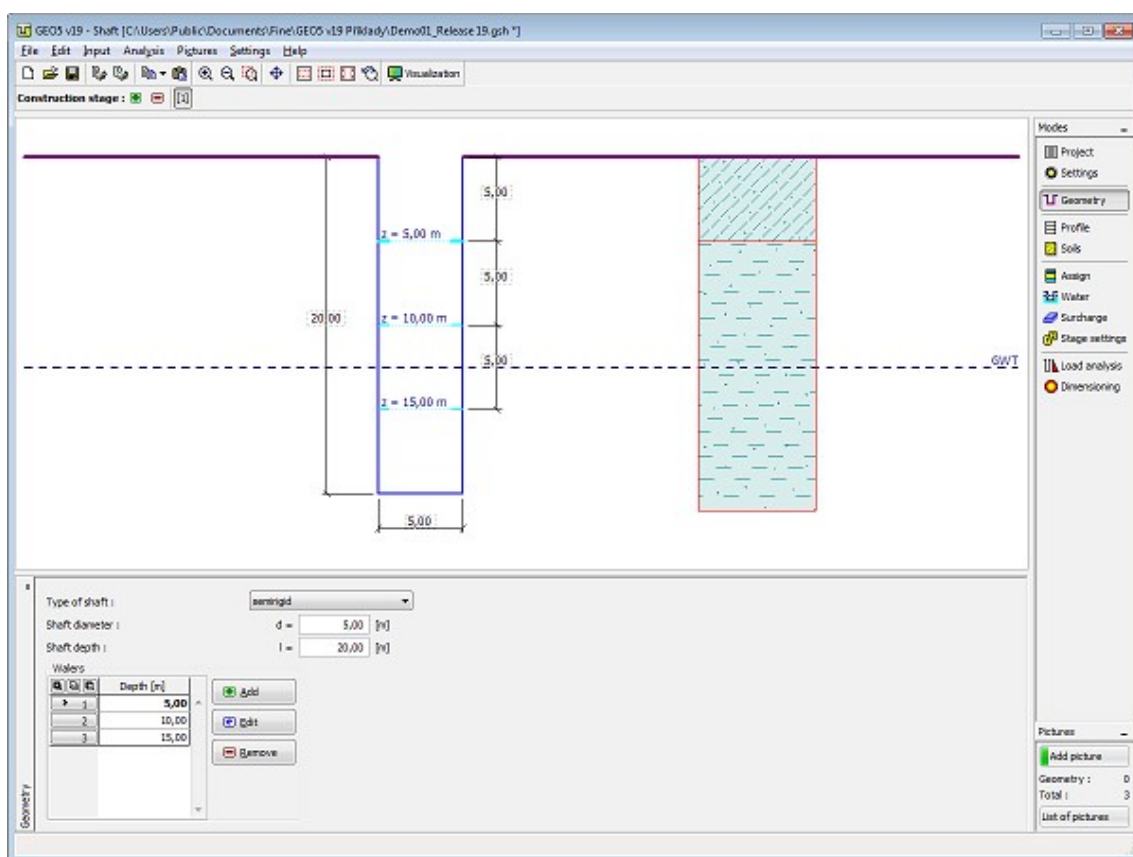 GEO5 v19 - Shaft [C:\Users\Public\Documents\Fine\GEO5 v19 Příklady\Demo01_Release 19.gsh *]
File Edit Input Analysis Pictures Settings Help
Visualization
Construction stage : [1]
5,00
z = 5,00 m
5,00
20,00
z = 10,00 m
5,00
GWT
z = 15,00 m
5,00
Modes
Project
Settings
Geometry
Profile
Soils
Assign
Water
Surcharge
Stage settings
Load analysis
Dimensioning
Geometry
Type of shaft : semirigid
Shaft diameter : d = 5,00 [m]
Shaft depth : l = 20,00 [m]
Walers
Depth [m]
1 5,00
2 10,00
3 15,00
Add
Edit
Remove
Pictures
Add picture
Geometry : 0
Total : 3
List of pictures